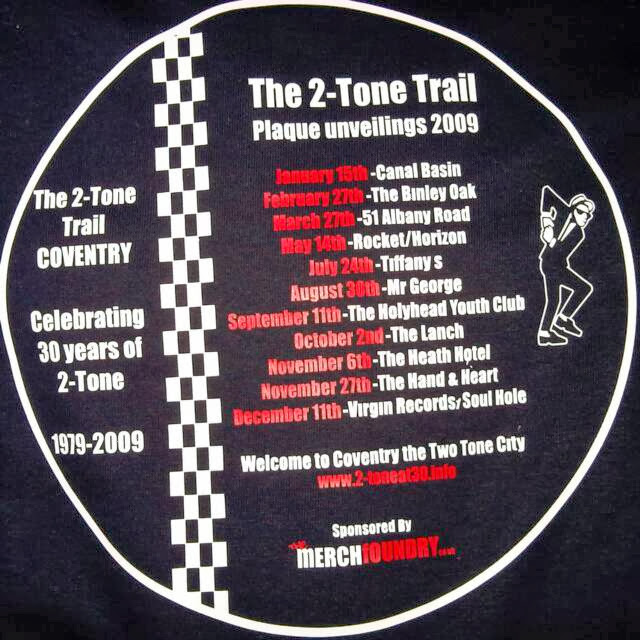 The 2-Tone
Trail
COVENTRY
Celebrating
30 years of
2-Tone
1979-2009
The 2-Tone Trail
Plaque unveilings 2009
January 15th -Canal Basin
February 27th -The Binley Oak
March 27th -51 Albany Road
May 14th -Rocket/Horizon
July 24th -Tiffany s
August 30th -Mr George
September 11th -The Holyhead Youth Club
October 2nd -The Lanch
November 6th -The Heath Hotel
November 27th -The Hand & Heart
December 11th -Virgin Records/Soul Hole
Welcome to Coventry the Two Tone City
www.2-toneat30.info
Sponsored By
THE MERCHFOUNDRY.co.uk